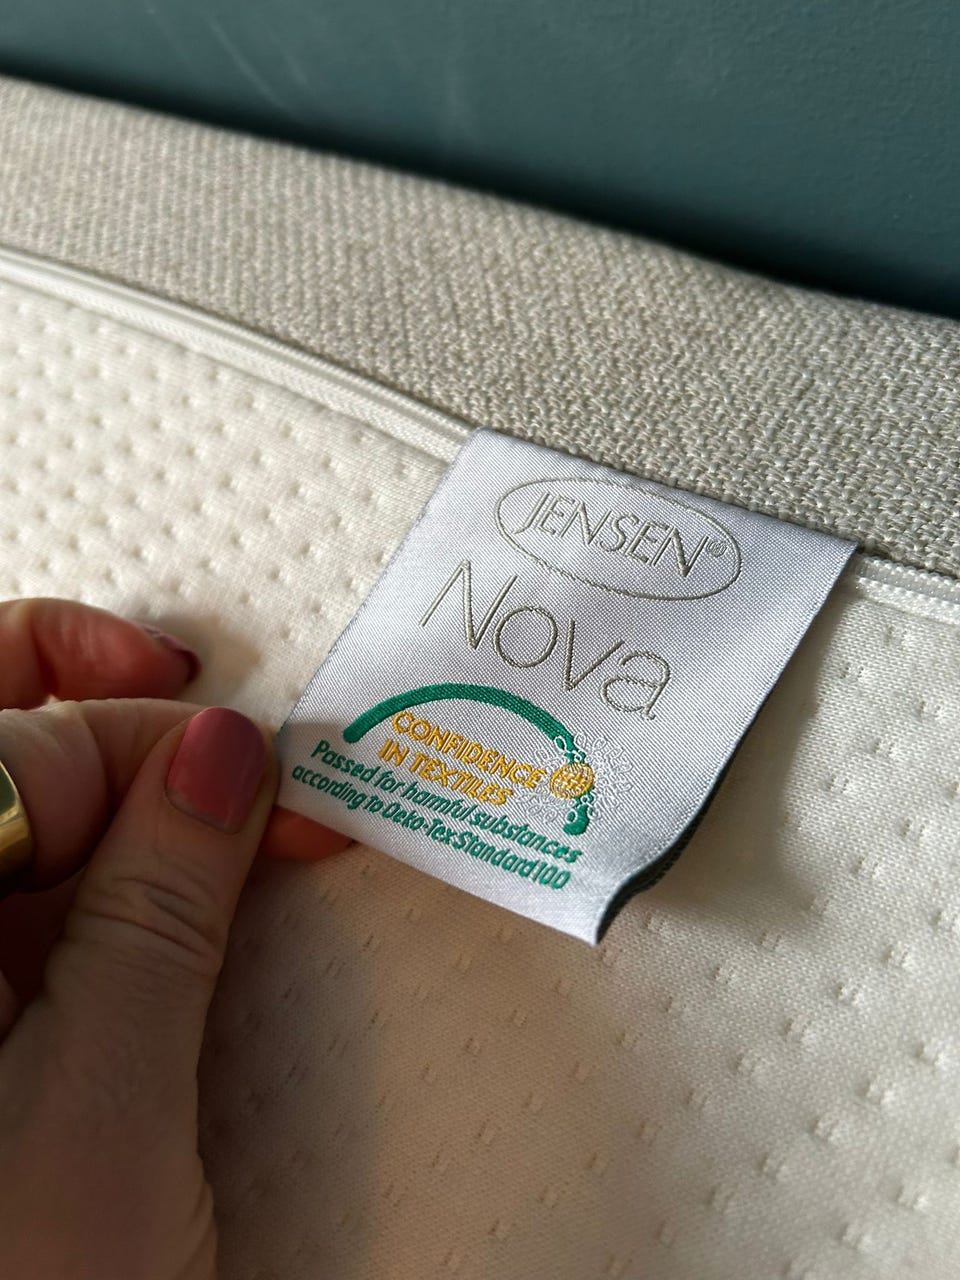 JENSEN®
Nova
CONFIDENCE
IN TEXTILES
Passed for harmful substances
according to Oeko-Tex Standard 100